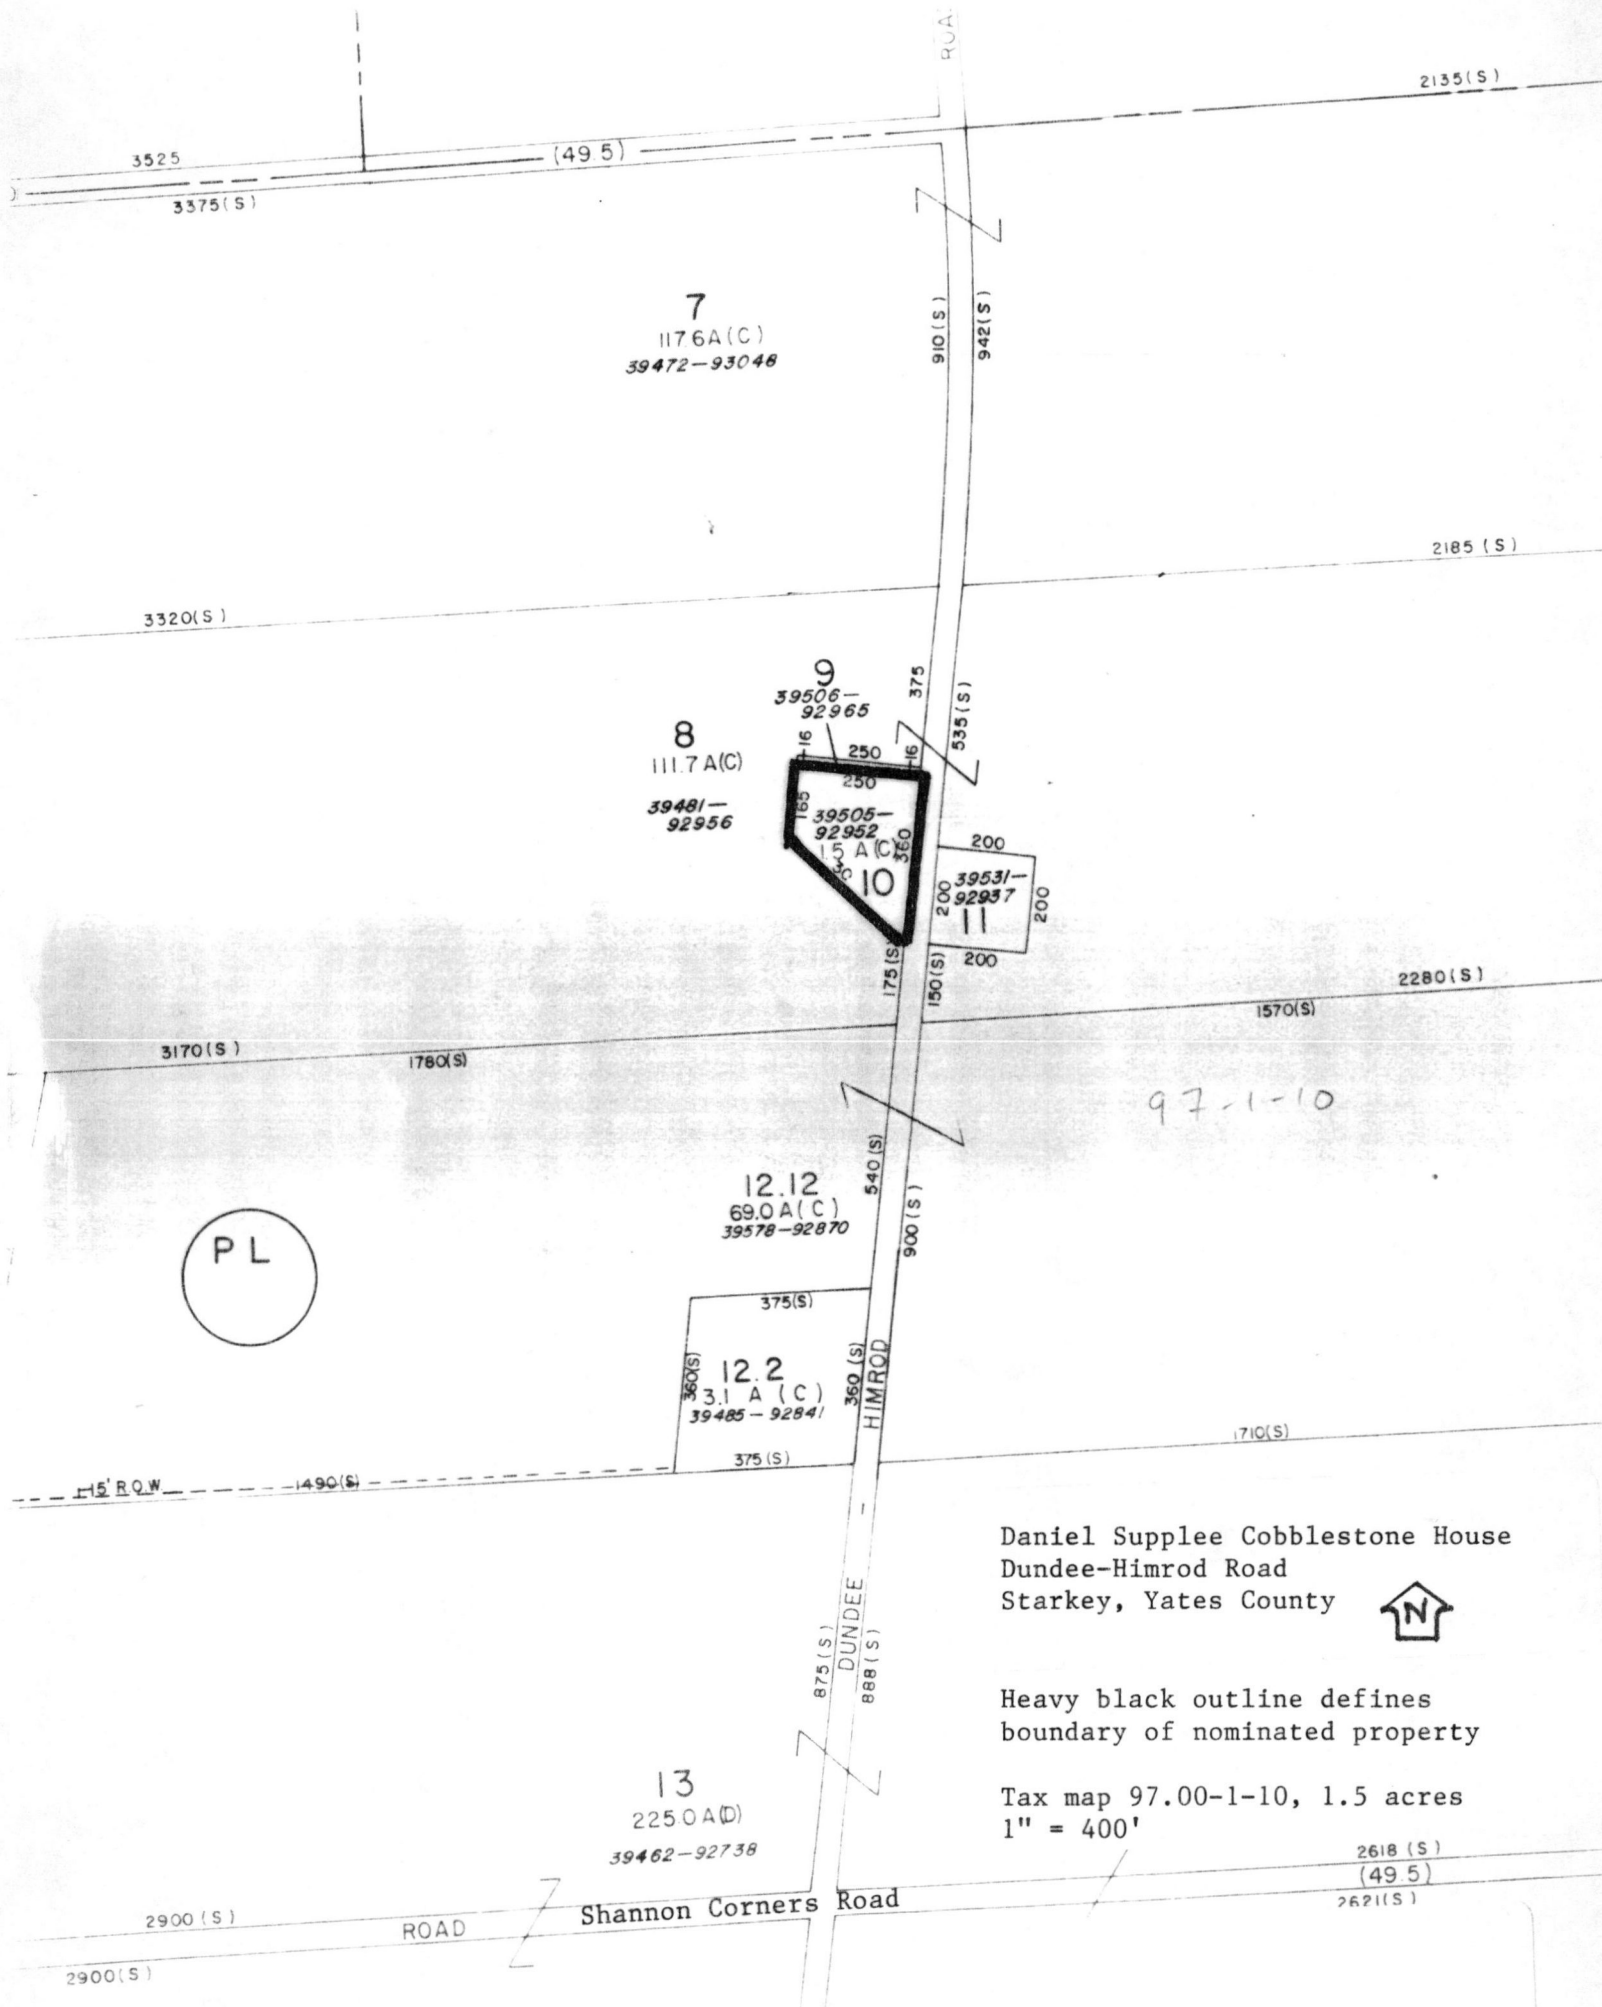 ROA
2135(S)
3525
(49.5)
3375(S)
7
117.6A(C)
39472-93048
910(S)
942(S)
2185 (S)
3320(S)
9
39506-
92965
375
535(S)
8
111.7 A(C)
39481-
92956
16
250
16
250
165
39505-
92952
1.5 A(C)
360
10
200
39531-
92937
200
200
11
200
175(S)
150(S)
2280(S)
1570(S)
3170(S)
1780(S)
97-1-10
540(S)
12.12
69.0 A(C)
39578-92870
900(S)
PL
375(S)
360(S)
12.2
3.1 A (C)
39485-92841
360 (S)
HIMROD
375(S)
1710(S)
15' R.O.W.
1490(S)
Daniel Supplee Cobblestone House
Dundee-Himrod Road
Starkey, Yates County
N
DUNDEE -
875(S)
888(S)
Heavy black outline defines
boundary of nominated property
13
225.0 A(D)
39462-92738
Tax map 97.00-1-10, 1.5 acres
1" = 400'
2618 (S)
(49.5)
2621(S)
Shannon Corners Road
2900(S)
ROAD
2900(S)